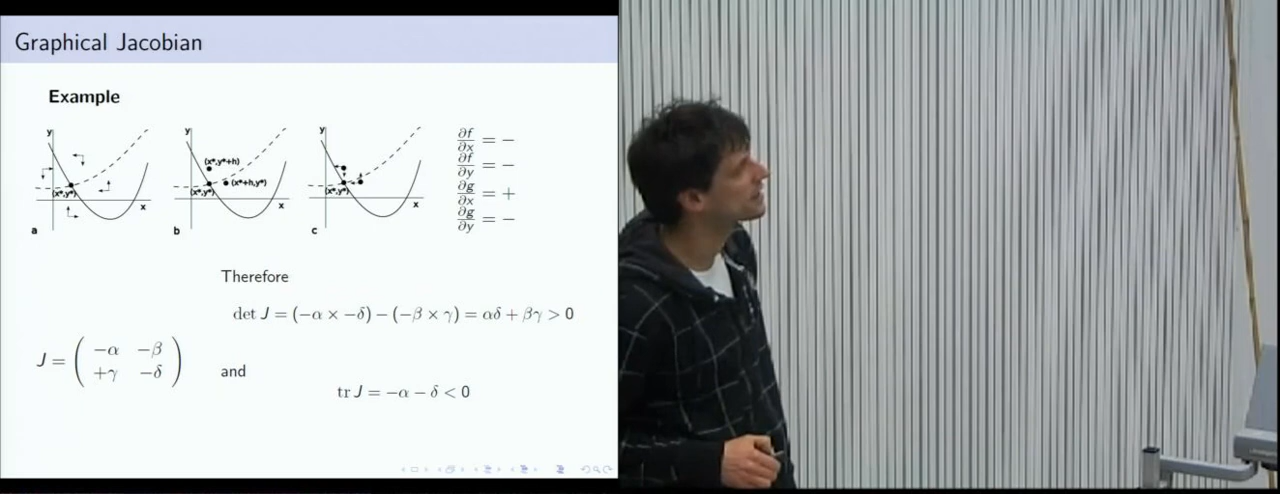 Graphical Jacobian
Example
y
(x*,y*)
x
a
y
(x*,y*+h)
(x*+h,y*)
(x*,y*)
x
b
y
(x*,y*)
x
c
∂f/∂x = −
∂f/∂y = −
∂g/∂x = +
∂g/∂y = −
Therefore
det J = (−α × −δ) − (−β × γ) = αδ + βγ > 0
J = ( −α −β
+γ −δ )
and
tr J = −α − δ < 0